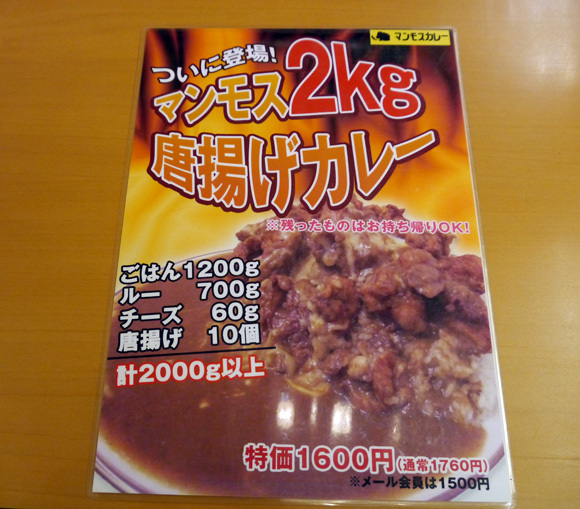 マンモスカレー
ついに登場!
マンモス2kg
唐揚げカレー
※残ったものはお持ち帰りOK!
ごはん1200g
ルー 700g
チーズ 60g
唐揚げ 10個
計2000g以上
特価1600円(通常1760円)
※メール会員は1500円